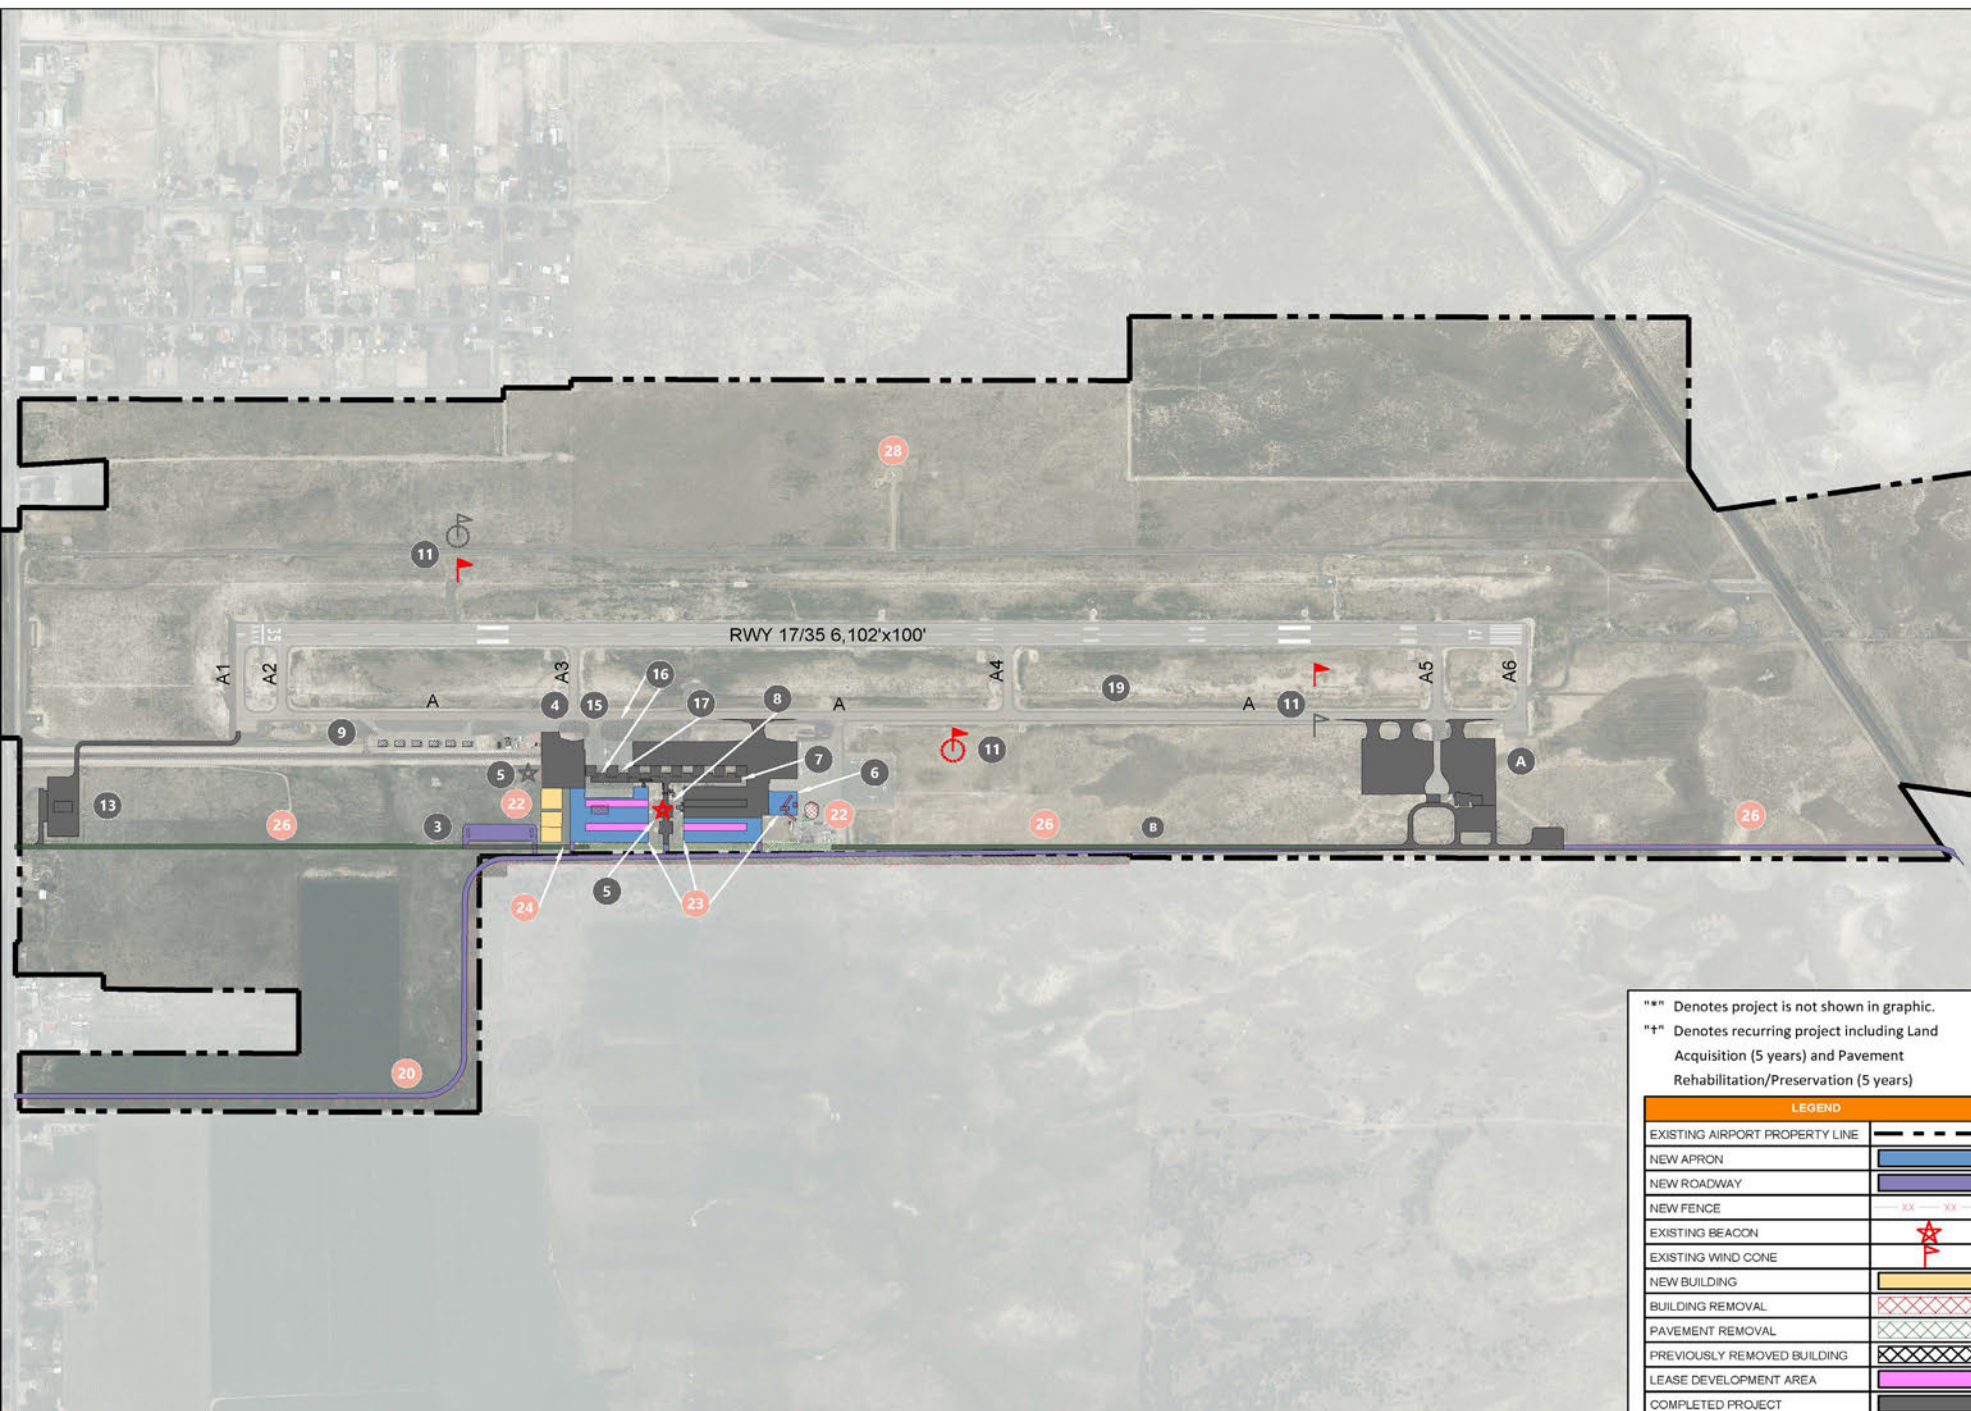 28
11
RWY 17/35 6,102'x100'
35
17
A1
A2
A3
A4
A5
A6
16
19
A
4
15
17
8
A
A
11
9
11
5
7
6
A
13
22
22
26
3
26
B
26
5
24
23
20
"*" Denotes project is not shown in graphic.
"†" Denotes recurring project including Land
Acquisition (5 years) and Pavement
Rehabilitation/Preservation (5 years)
LEGEND
EXISTING AIRPORT PROPERTY LINE
NEW APRON
NEW ROADWAY
NEW FENCE XX XX
EXISTING BEACON
EXISTING WIND CONE
NEW BUILDING
BUILDING REMOVAL
PAVEMENT REMOVAL
PREVIOUSLY REMOVED BUILDING
LEASE DEVELOPMENT AREA
COMPLETED PROJECT